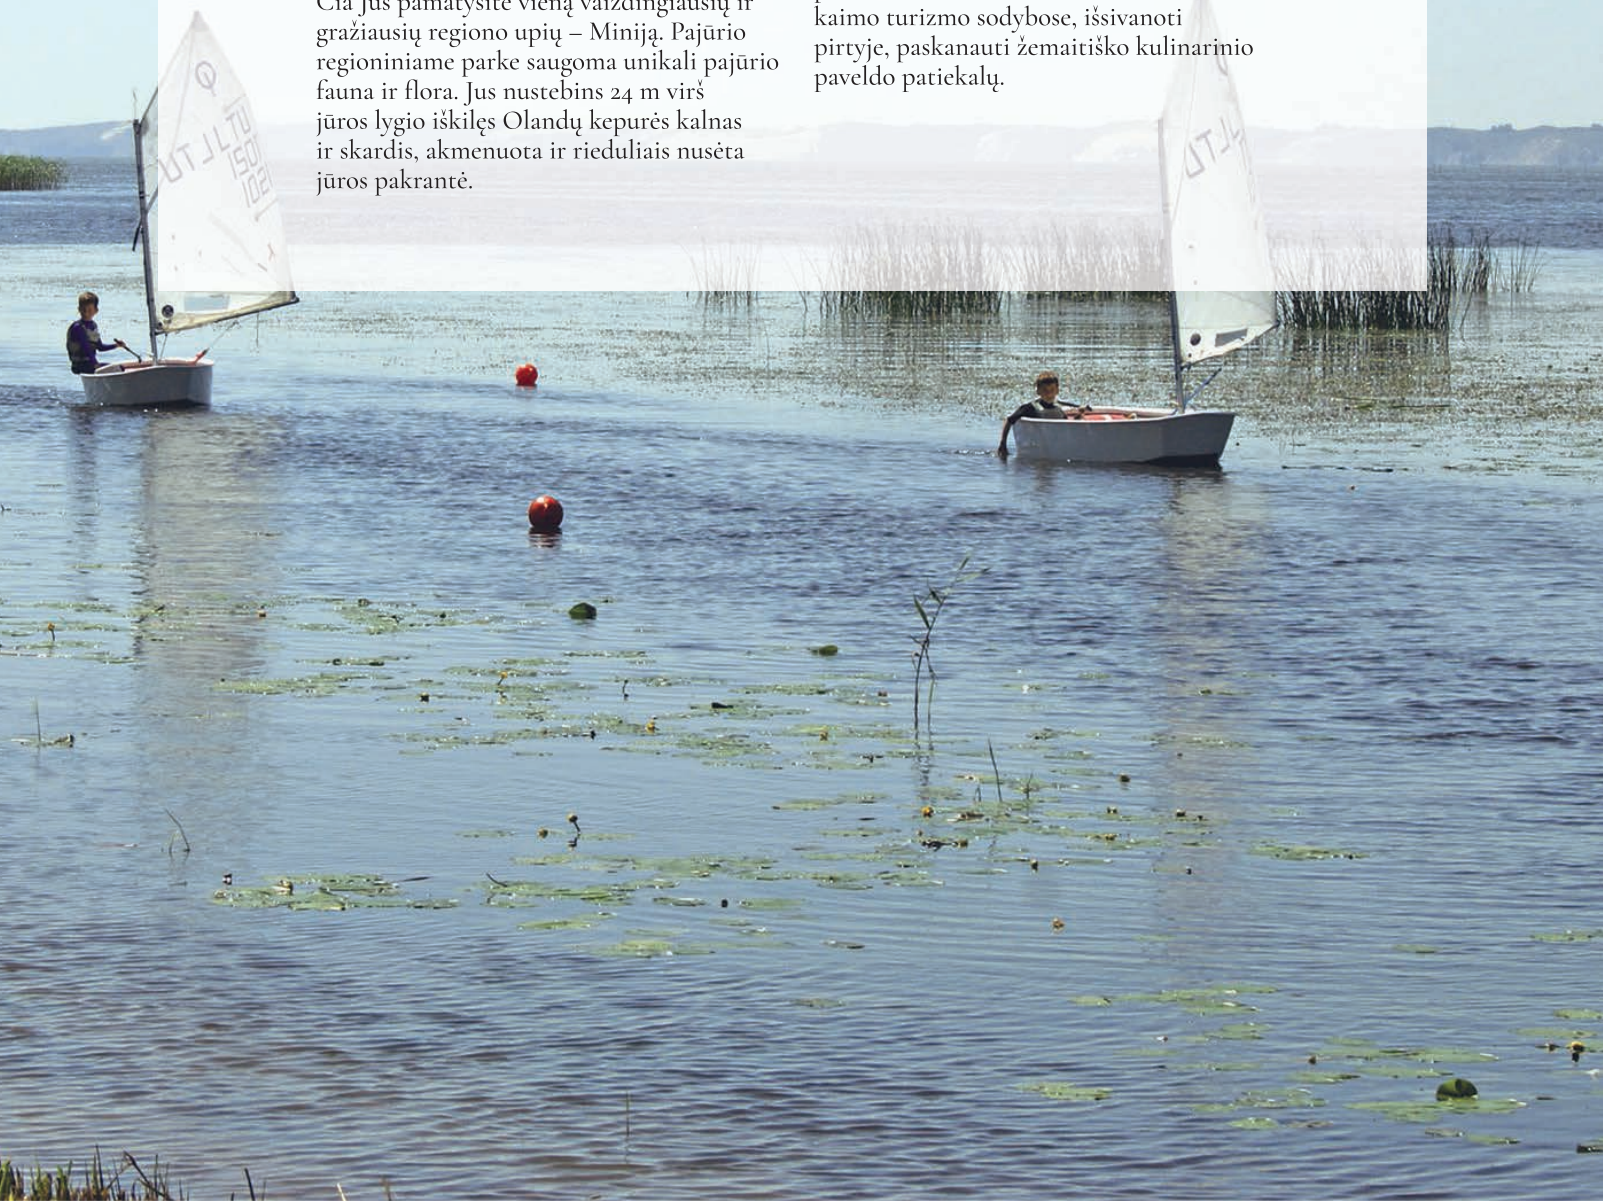 Čia Jūs pamatysite vieną vaizdingiausių ir
gražiausių regiono upių – Miniją. Pajūrio
regioniniame parke saugoma unikali pajūrio
fauna ir flora. Jus nustebins 24 m virš
jūros lygio iškilęs Olandų kepurės kalnas
ir skardis, akmenuota ir rieduliais nusėta
jūros pakrantė.
kaimo turizmo sodybose, išsivanoti
pirtyje, paskanauti žemaitiško kulinarinio
paveldo patiekalų.
LTU
LTU